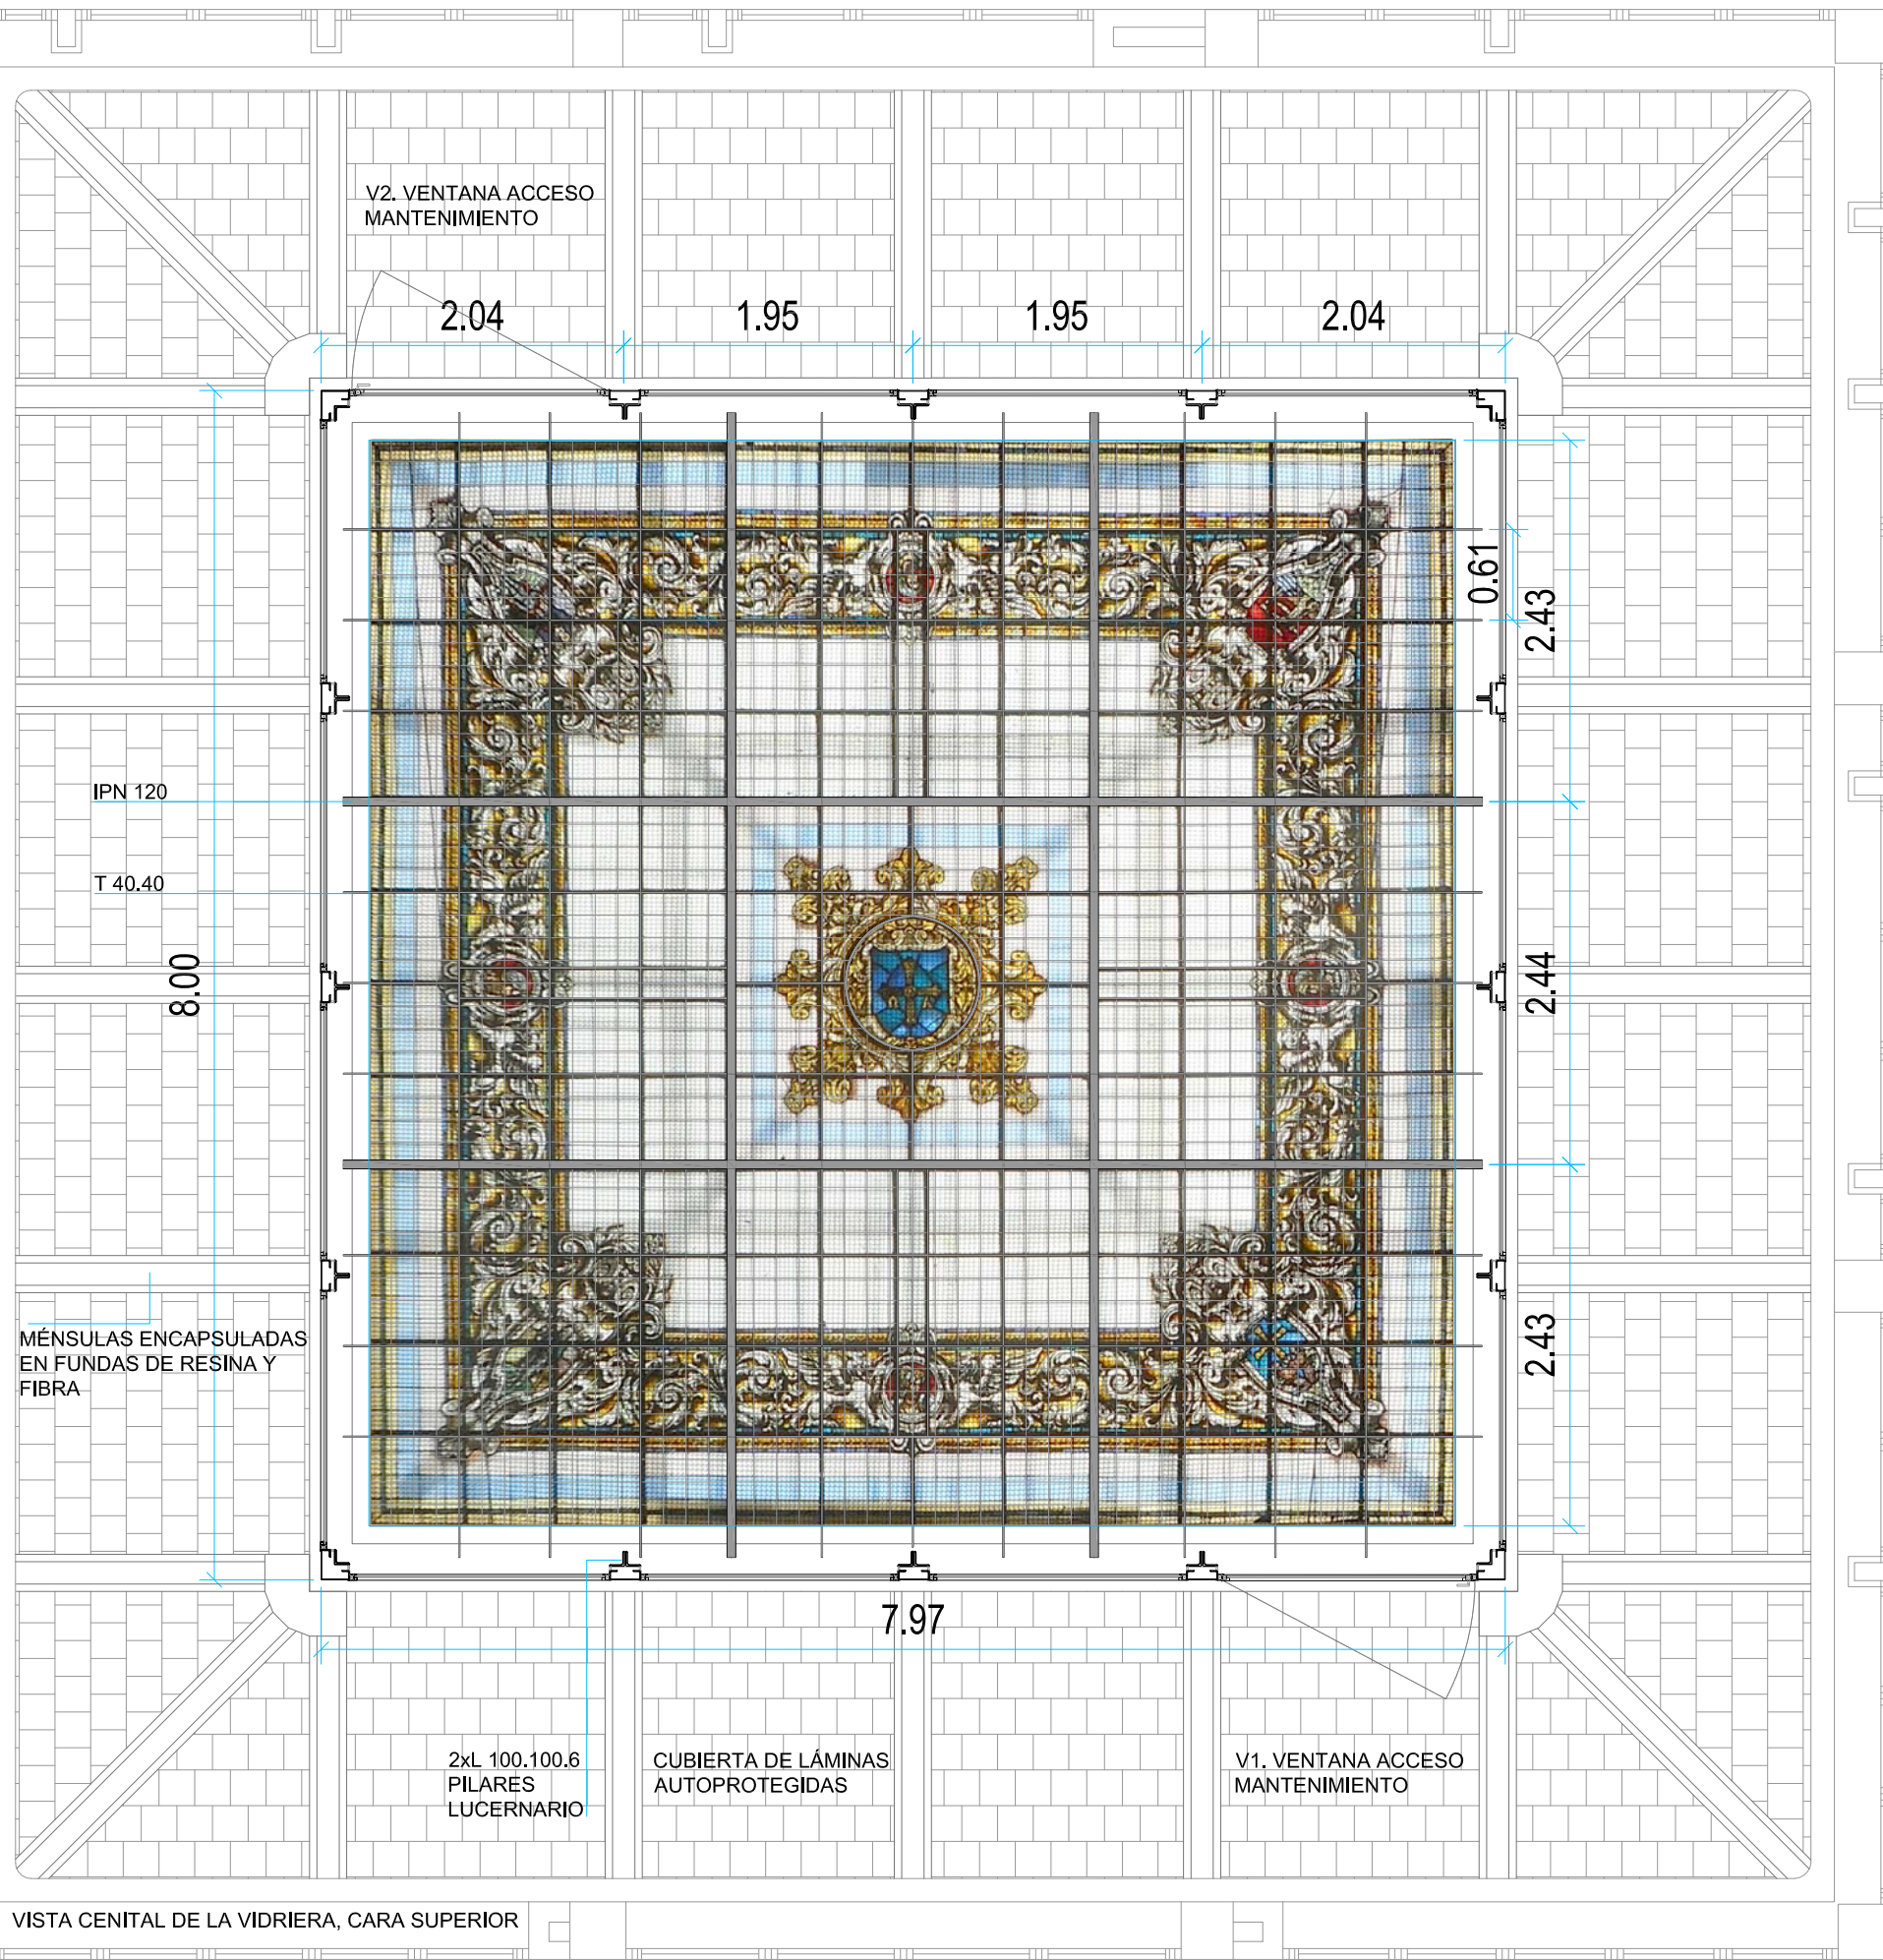 V2. VENTANA ACCESO
MANTENIMIENTO
2.04
1.95
1.95
2.04
0.61
2.43
IPN 120
T 40.40
8.00
2.44
MÉNSULAS ENCAPSULADAS
EN FUNDAS DE RESINA Y
FIBRA
2.43
7.97
2xL 100.100.6
PILARES
LUCERNARIO
CUBIERTA DE LÁMINAS
AUTOPROTEGIDAS
V1. VENTANA ACCESO
MANTENIMIENTO
VISTA CENITAL DE LA VIDRIERA, CARA SUPERIOR